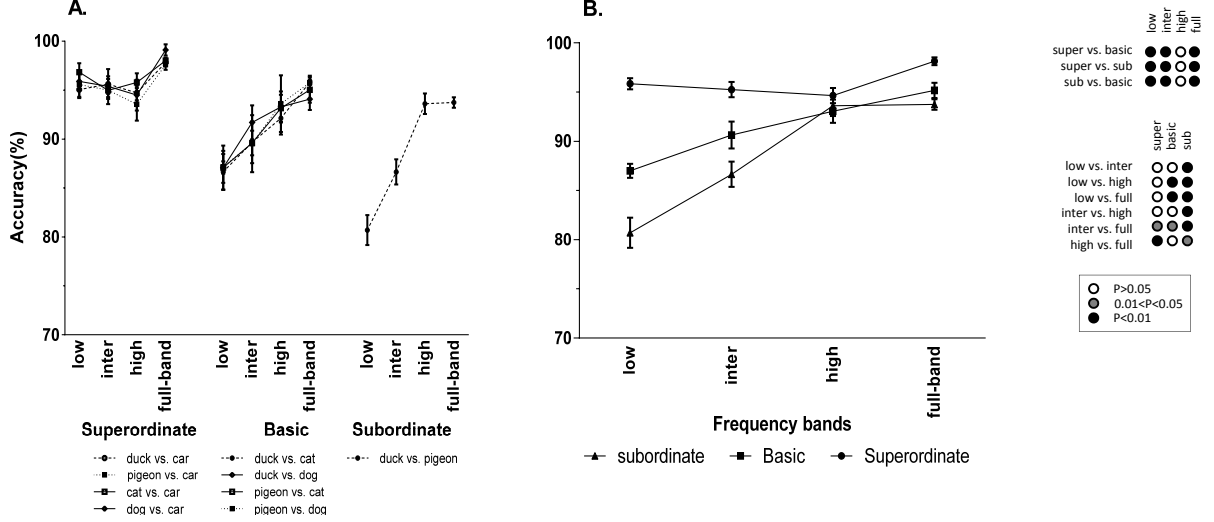 A.
Accuracy(%)
100
90
80
70
low
inter
high
full-band
low
inter
high
full-band
low
inter
high
full-band
Superordinate
Basic
Subordinate
duck vs. car
pigeon vs. car
cat vs. car
dog vs. car
duck vs. cat
duck vs. dog
pigeon vs. cat
pigeon vs. dog
duck vs. pigeon
B.
100
90
80
70
low
inter
high
full-band
Frequency bands
subordinate
Basic
Superordinate
low
inter
high
full
super vs. basic
super vs. sub
sub vs. basic
super
basic
sub
low vs. inter
low vs. high
low vs. full
inter vs. high
inter vs. full
high vs. full
P>0.05
0.01<P<0.05
P<0.01